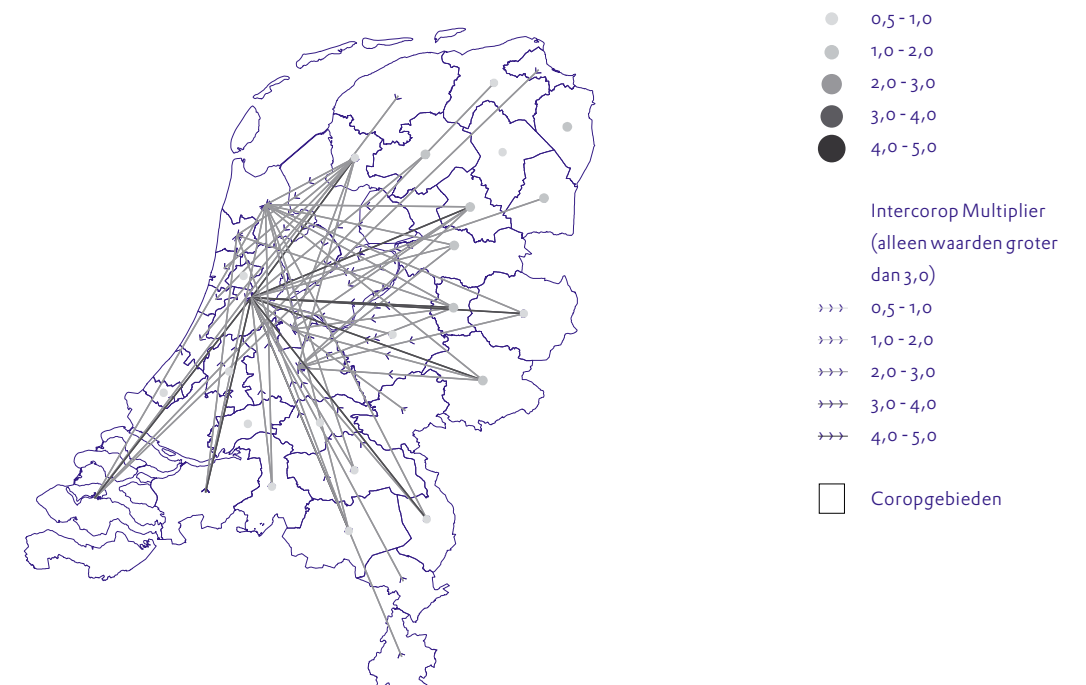 0,5 - 1,0
1,0 - 2,0
2,0 - 3,0
3,0 - 4,0
4,0 - 5,0
Intercorop Multiplier
(alleen waarden groter
dan 3,0)
0,5 - 1,0
1,0 - 2,0
2,0 - 3,0
3,0 - 4,0
4,0 - 5,0
Coropgebieden